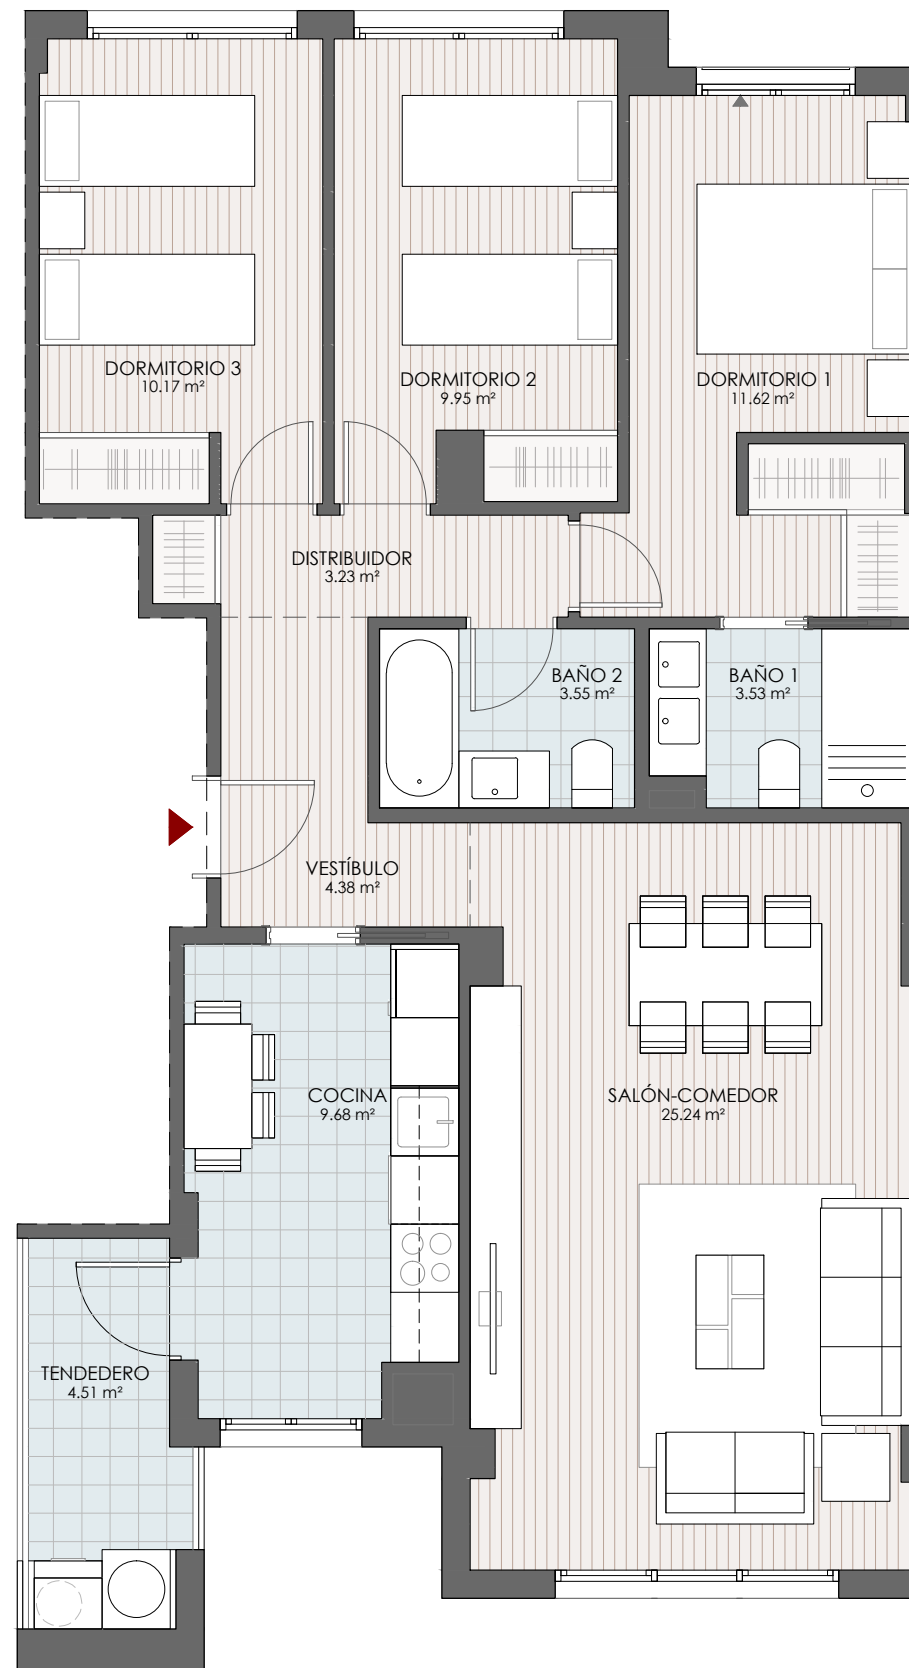 DORMITORIO 3
10.17 m²
DORMITORIO 2
9.95 m²
DORMITORIO 1
11.62 m²
DISTRIBUIDOR
3.23 m²
BAÑO 2
3.55 m²
BAÑO 1
3.53 m²
VESTÍBULO
4.38 m²
COCINA
9.68 m²
SALÓN-COMEDOR
25.24 m²
TENDEDERO
4.51 m²